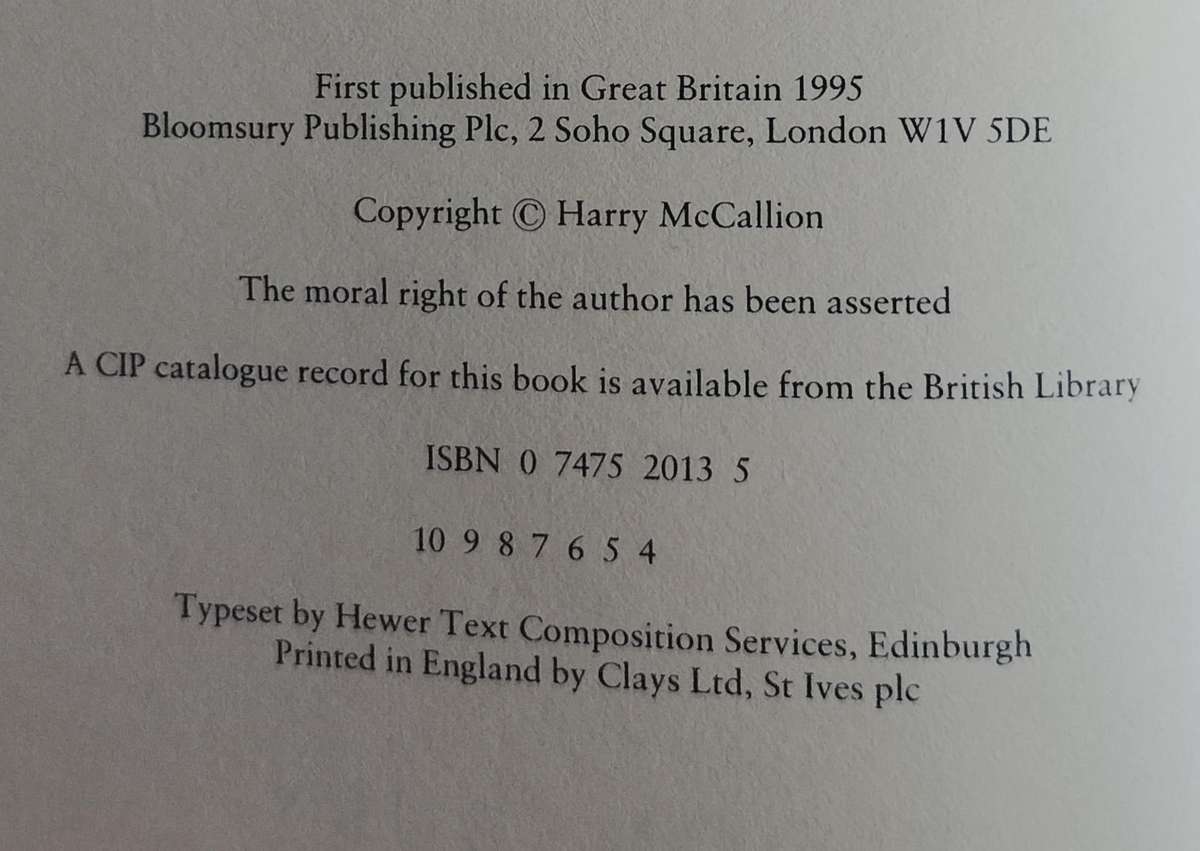 First published in Great Britain 1995
Bloomsury Publishing Plc, 2 Soho Square, London W1V 5DE
Copyright © Harry McCallion
The moral right of the author has been asserted
A CIP catalogue record for this book is available from the British Library
ISBN 0 7475 2013 5
10 9 8 7 6 5 4
Typeset by Hewer Text Composition Services, Edinburgh
Printed in England by Clays Ltd, St Ives plc